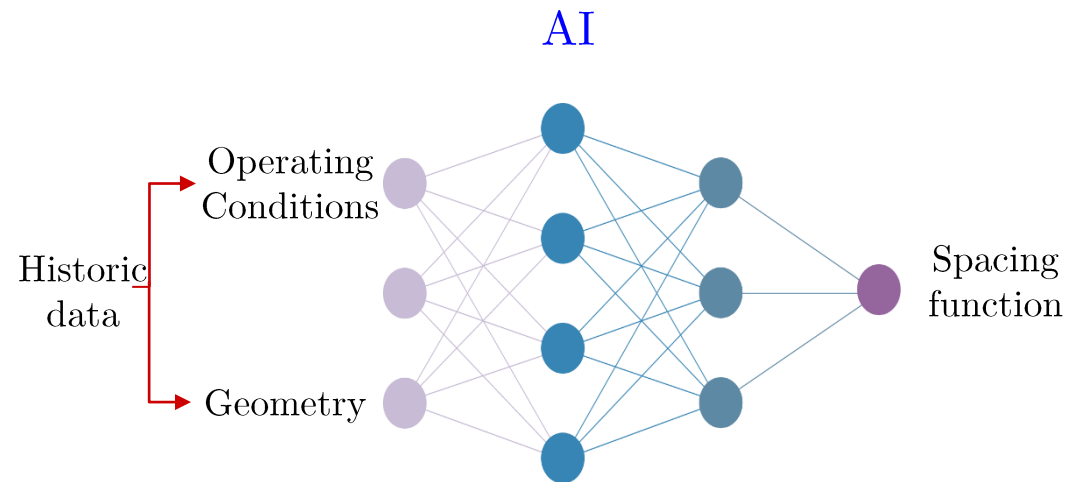 AI
Operating
Conditions
Historic
data
Geometry
Spacing
function